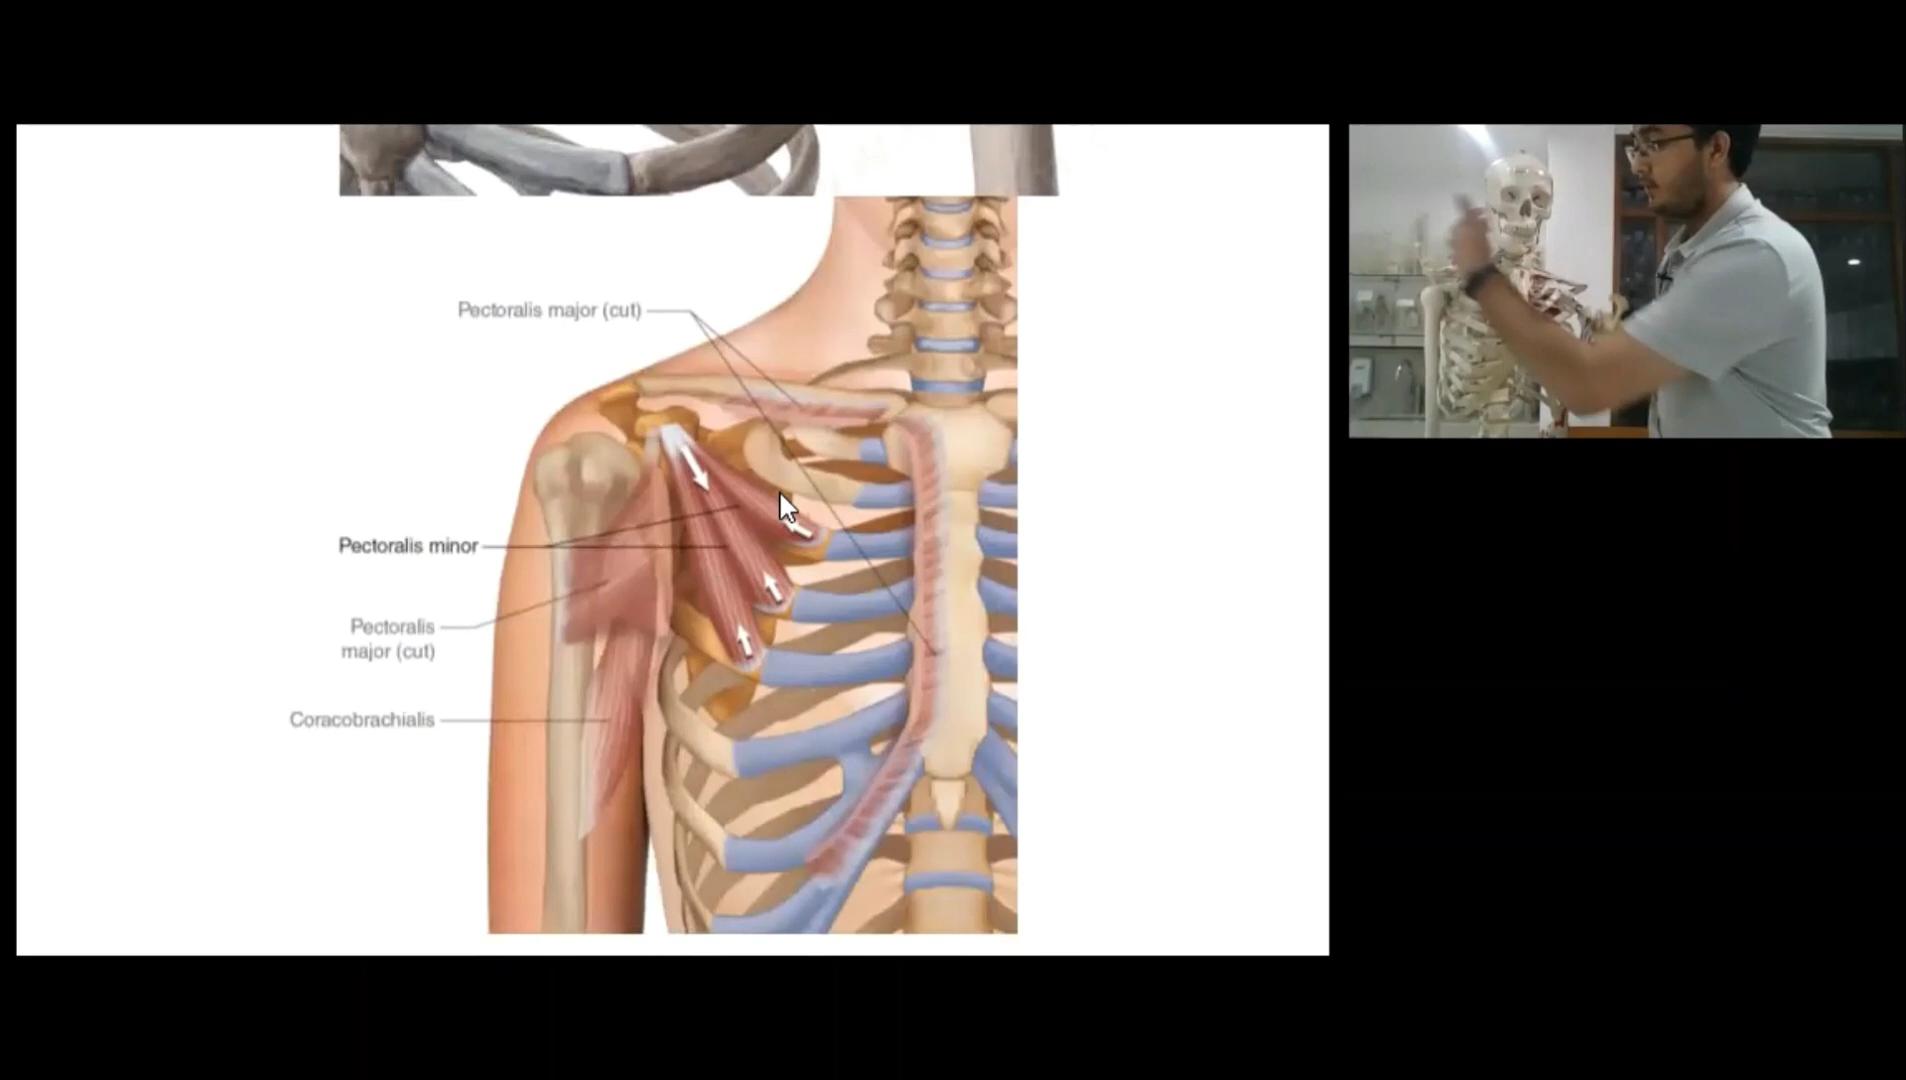 Pectoralis major (cut)
Pectoralis minor
Pectoralis
major (cut)
Coracobrachialis